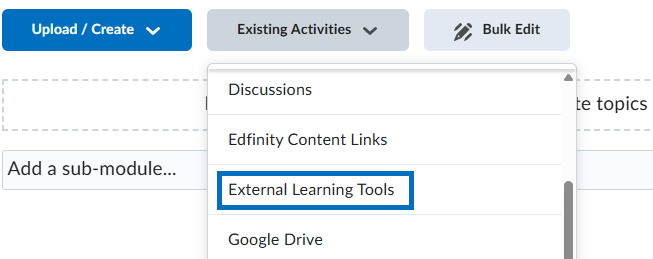 Upload / Create
Existing Activities
Bulk Edit
Discussions
te topics
Edfinity Content Links
Add a sub-module...
External Learning Tools
Google Drive